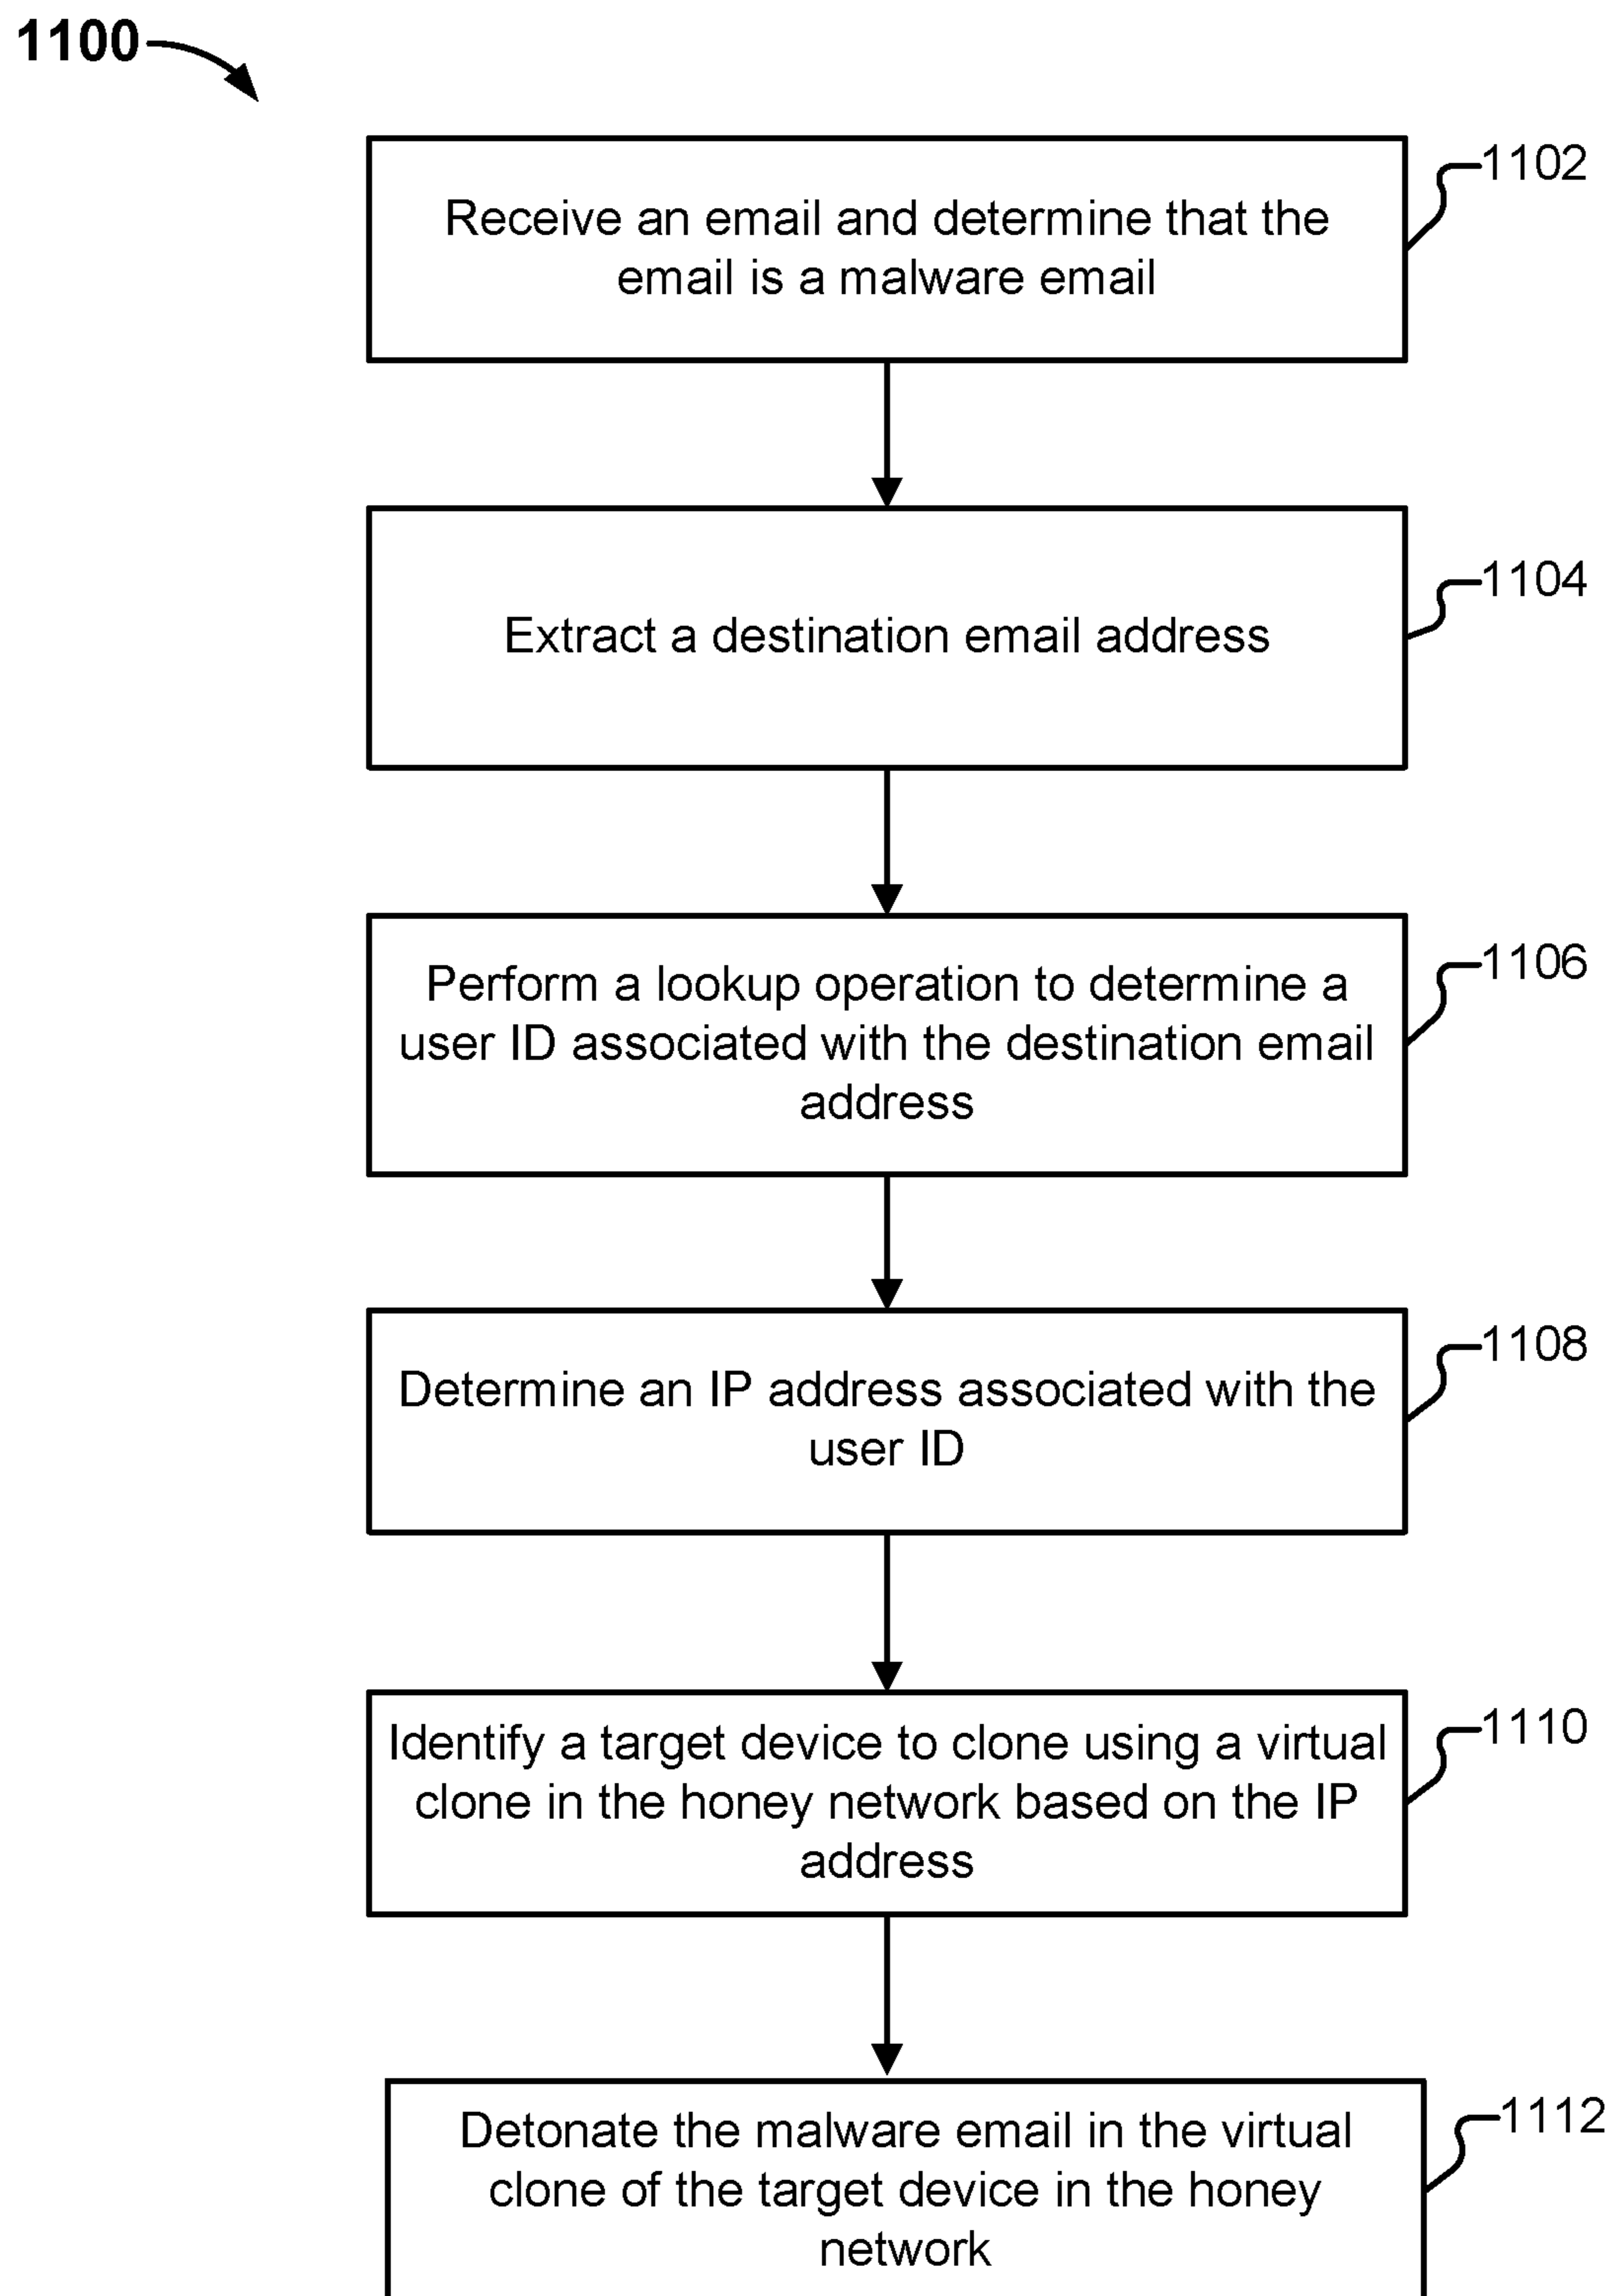 1100
Receive an email and determine that the
email is a malware email
1102
Extract a destination email address
1104
Perform a lookup operation to determine a
user ID associated with the destination email
address
1106
Determine an IP address associated with the
user ID
1108
Identify a target device to clone using a virtual
clone in the honey network based on the IP
address
1110
Detonate the malware email in the virtual
clone of the target device in the honey
network
1112